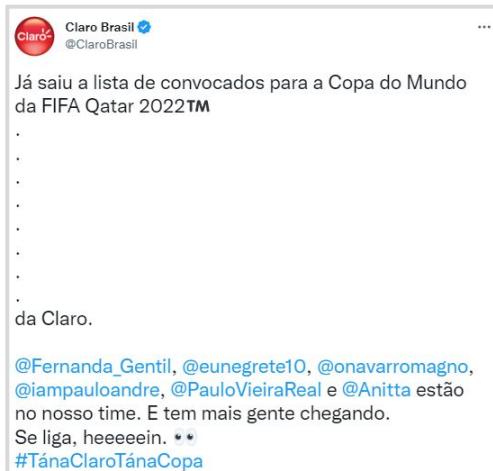 Claro-
Claro Brasil
@ClaroBrasil
...
Já saiu a lista de convocados para a Copa do Mundo
da FIFA Qatar 2022™
.
.
.
.
.
.
.
.
da Claro.
@Fernanda_Gentil, @eunegrete10, @onavarromagno,
@iampauloandre, @PauloVieiraReal e @Anitta estão
no nosso time. E tem mais gente chegando.
Se liga, heeeeein. 👀
#TánaClaroTánaCopa